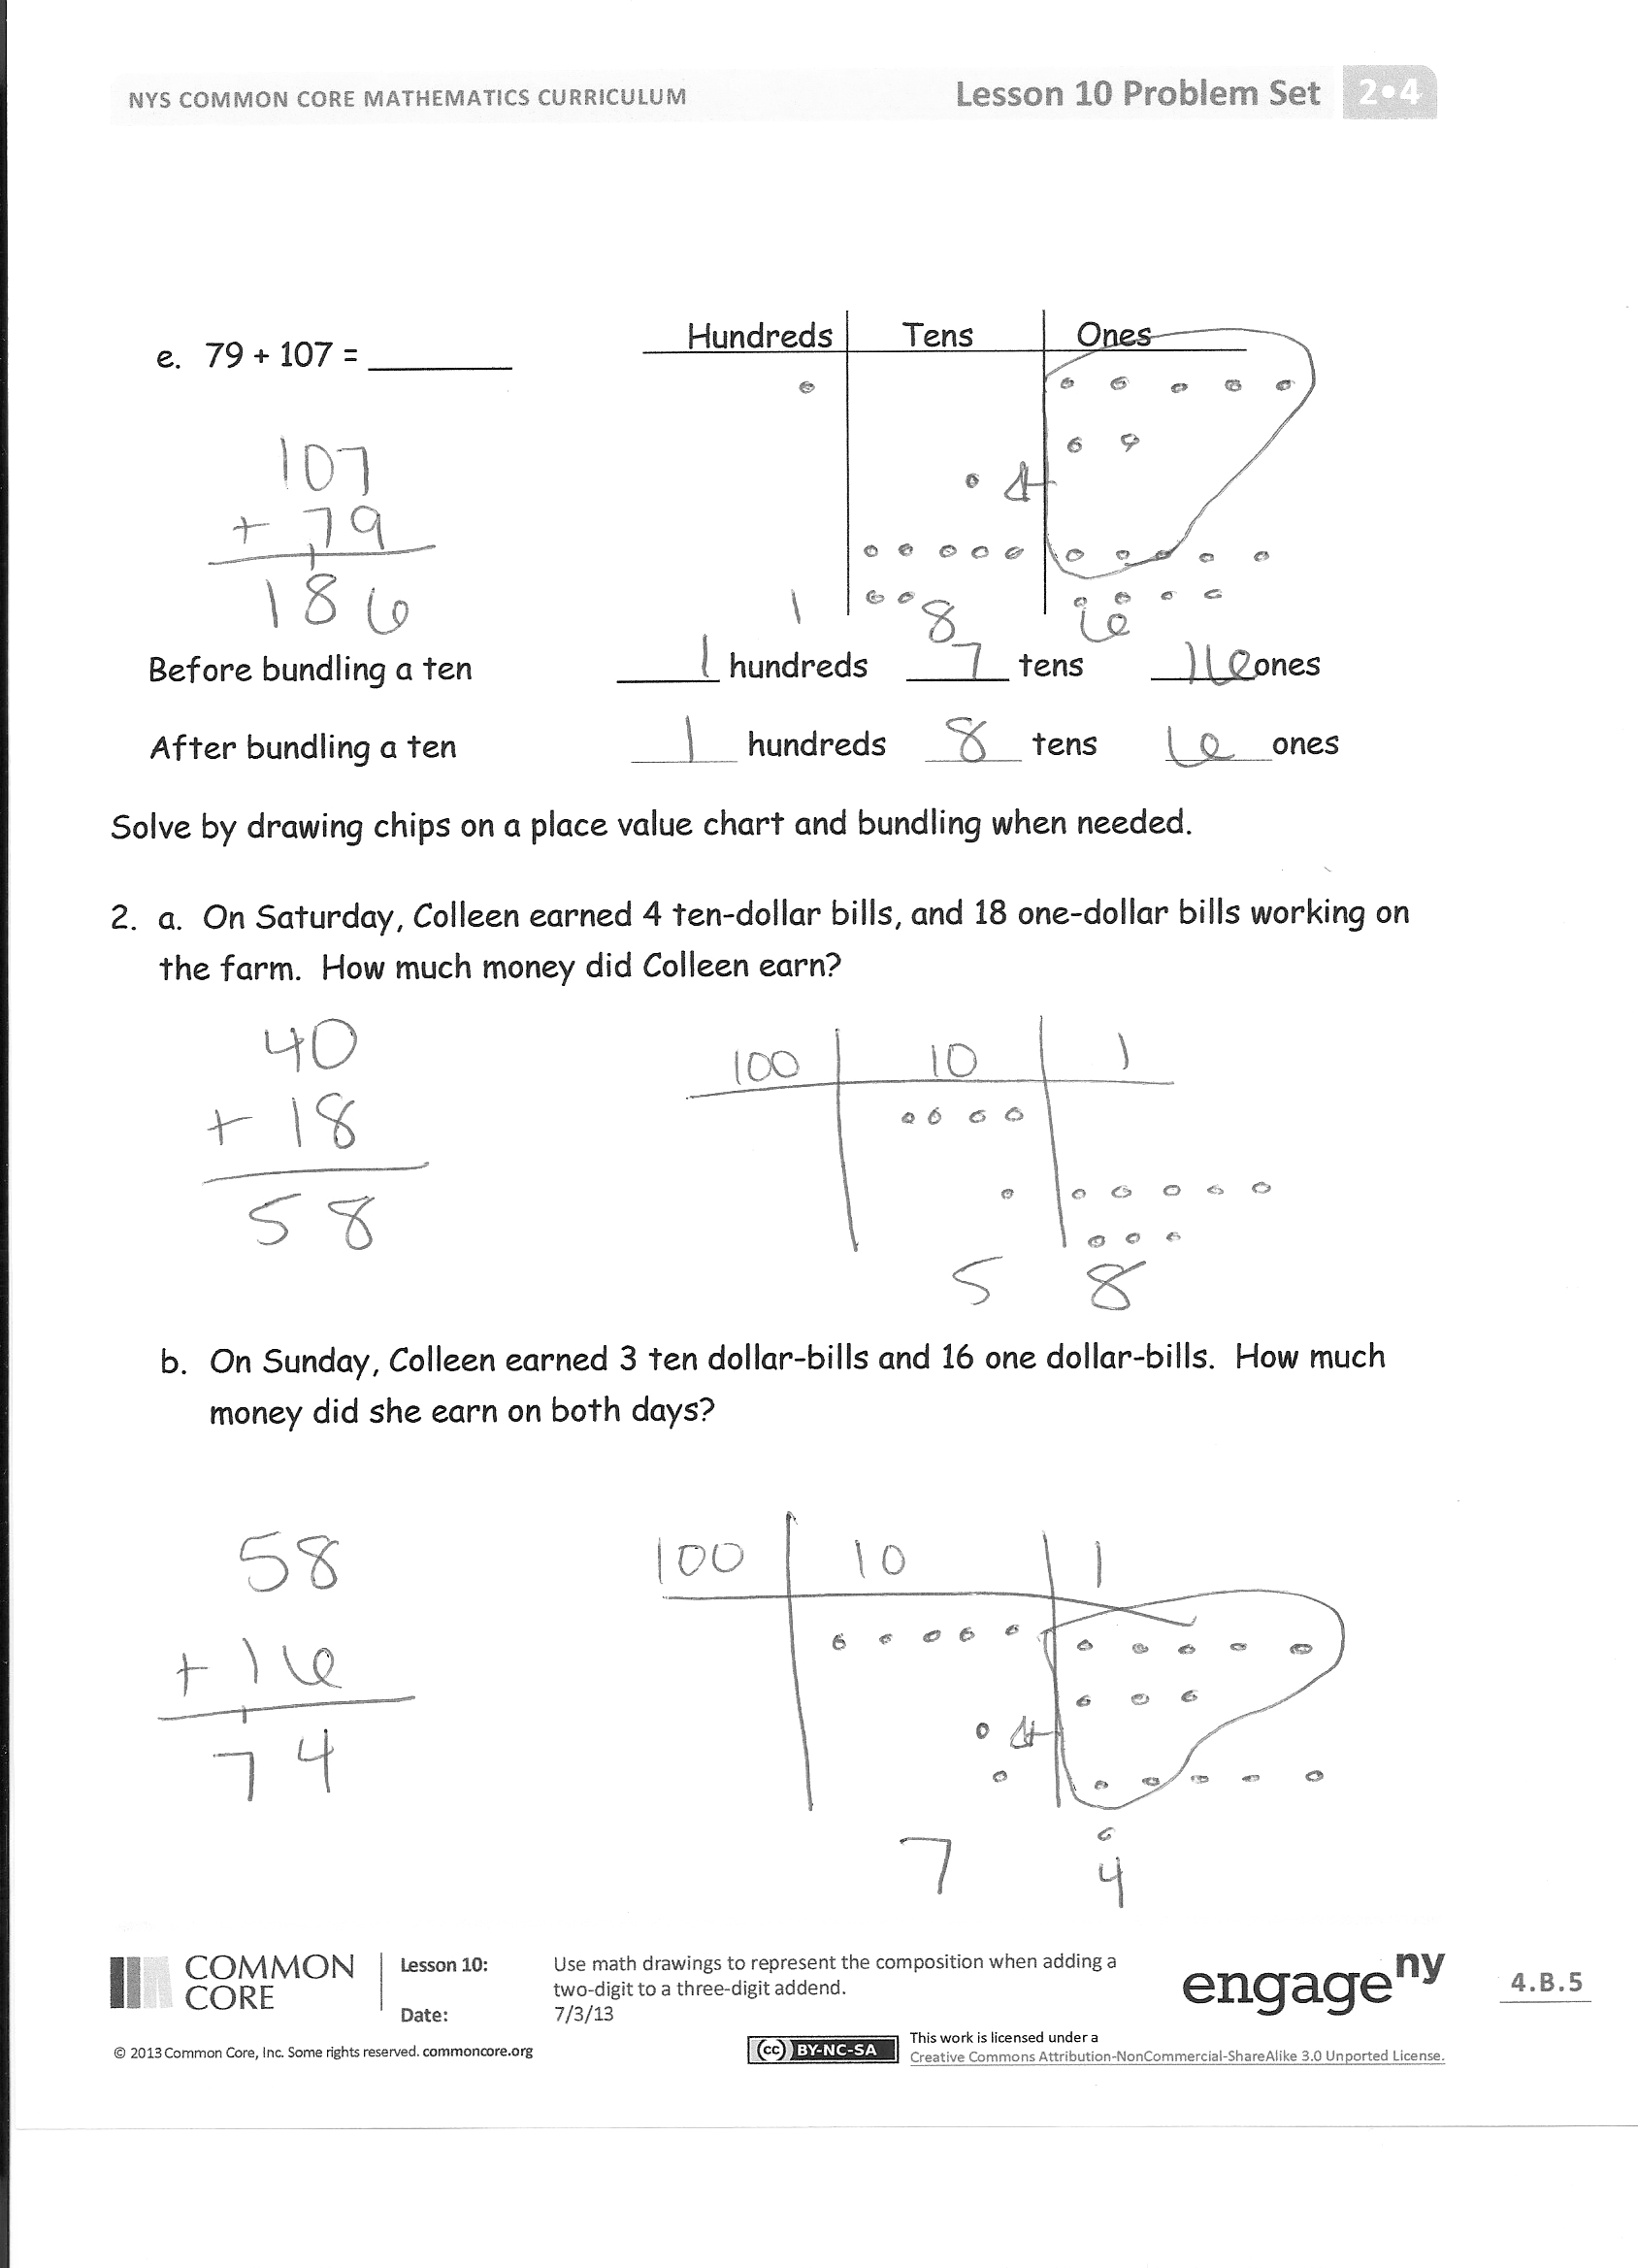 NYS COMMON CORE MATHEMATICS CURRICULUM
Lesson 10 Problem Set 2•4
e. 79 + 107 = ________
Hundreds Tens Ones
107
+ 79
1
186
1 8 6
Before bundling a ten 1 hundreds 7 tens 16 ones
After bundling a ten 1 hundreds 8 tens 6 ones
Solve by drawing chips on a place value chart and bundling when needed.
2. a. On Saturday, Colleen earned 4 ten-dollar bills, and 18 one-dollar bills working on
the farm. How much money did Colleen earn?
40
+ 18
58
100 10 1
5 8
b. On Sunday, Colleen earned 3 ten dollar-bills and 16 one dollar-bills. How much
money did she earn on both days?
58
+ 16
1
74
100 10 1
7 4
COMMON
CORE
Lesson 10:
Date:
Use math drawings to represent the composition when adding a
two-digit to a three-digit addend.
7/3/13
engage ny
4.B.5
© 2013 Common Core, Inc. Some rights reserved. commoncore.org
(cc) BY-NC-SA
This work is licensed under a
Creative Commons Attribution-NonCommercial-ShareAlike 3.0 Unported License.